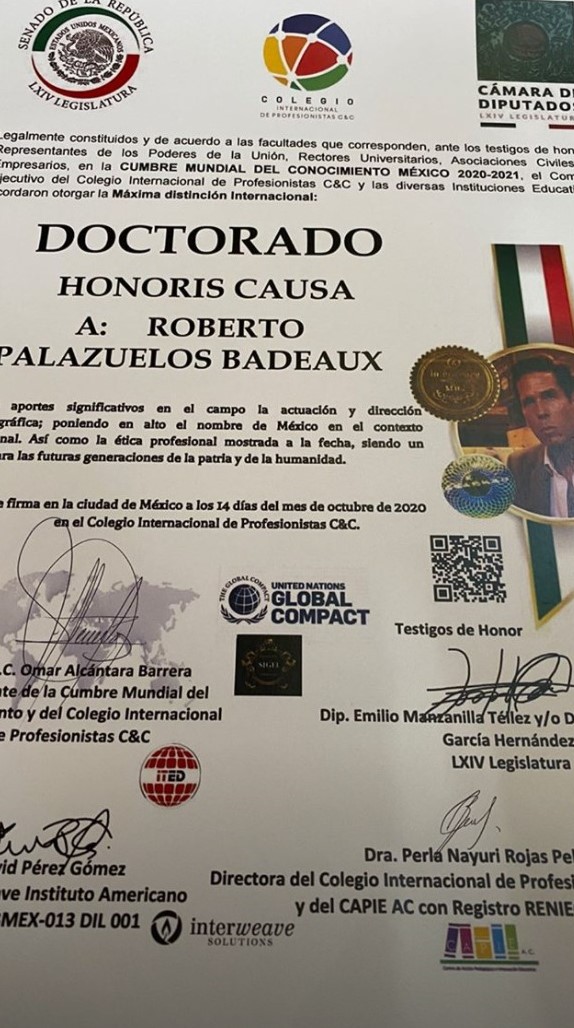 SENADO DE LA REPÚBLICA
ESTADOS UNIDOS MEXICANOS
LXIV LEGISLATURA
COLEGIO
INTERNACIONAL
DE PROFESIONISTAS C&C
CÁMARA DE
DIPUTADOS
LXIV LEGISLATUR
Legalmente constituidos y de acuerdo a las facultades que corresponden, ante los testigos de hon
Representantes de los Poderes de la Unión, Rectores Universitarios, Asociaciones Civiles
Empresarios, en la CUMBRE MUNDIAL DEL CONOCIMIENTO MÉXICO 2020-2021, el Com
jecutivo del Colegio Internacional de Profesionistas C&C y las diversas Instituciones Educati
cordaron otorgar la Máxima distinción Internacional:
DOCTORADO
HONORIS CAUSA
A: ROBERTO
PALAZUELOS BADEAUX
aportes significativos en el campo la actuación y dirección
gráfica; poniendo en alto el nombre de México en el contexto
nal. Así como la ética profesional mostrada a la fecha, siendo un
ra las futuras generaciones de la patria y de la humanidad.
e firma en la ciudad de México a los 14 días del mes de octubre de 2020
en el Colegio Internacional de Profesionistas C&C.
THE GLOBAL COMPACT
UNITED NATIONS
GLOBAL
COMPACT
Testigos de Honor
SIGEI
.C. Omar Alcántara Barrera
te de la Cumbre Mundial del
nto y del Colegio Internacional
e Profesionistas C&C
Dip. Emilio Manzanilla Téllez y/o D
García Hernández
LXIV Legislatura
ITED
vid Pérez Gómez
ve Instituto Americano
MEX-013 DIL 001
interweave
SOLUTIONS
Dra. Perla Nayuri Rojas Pel
Directora del Colegio Internacional de Profesi
y del CAPIE AC con Registro RENIE
CAPIE A.C.